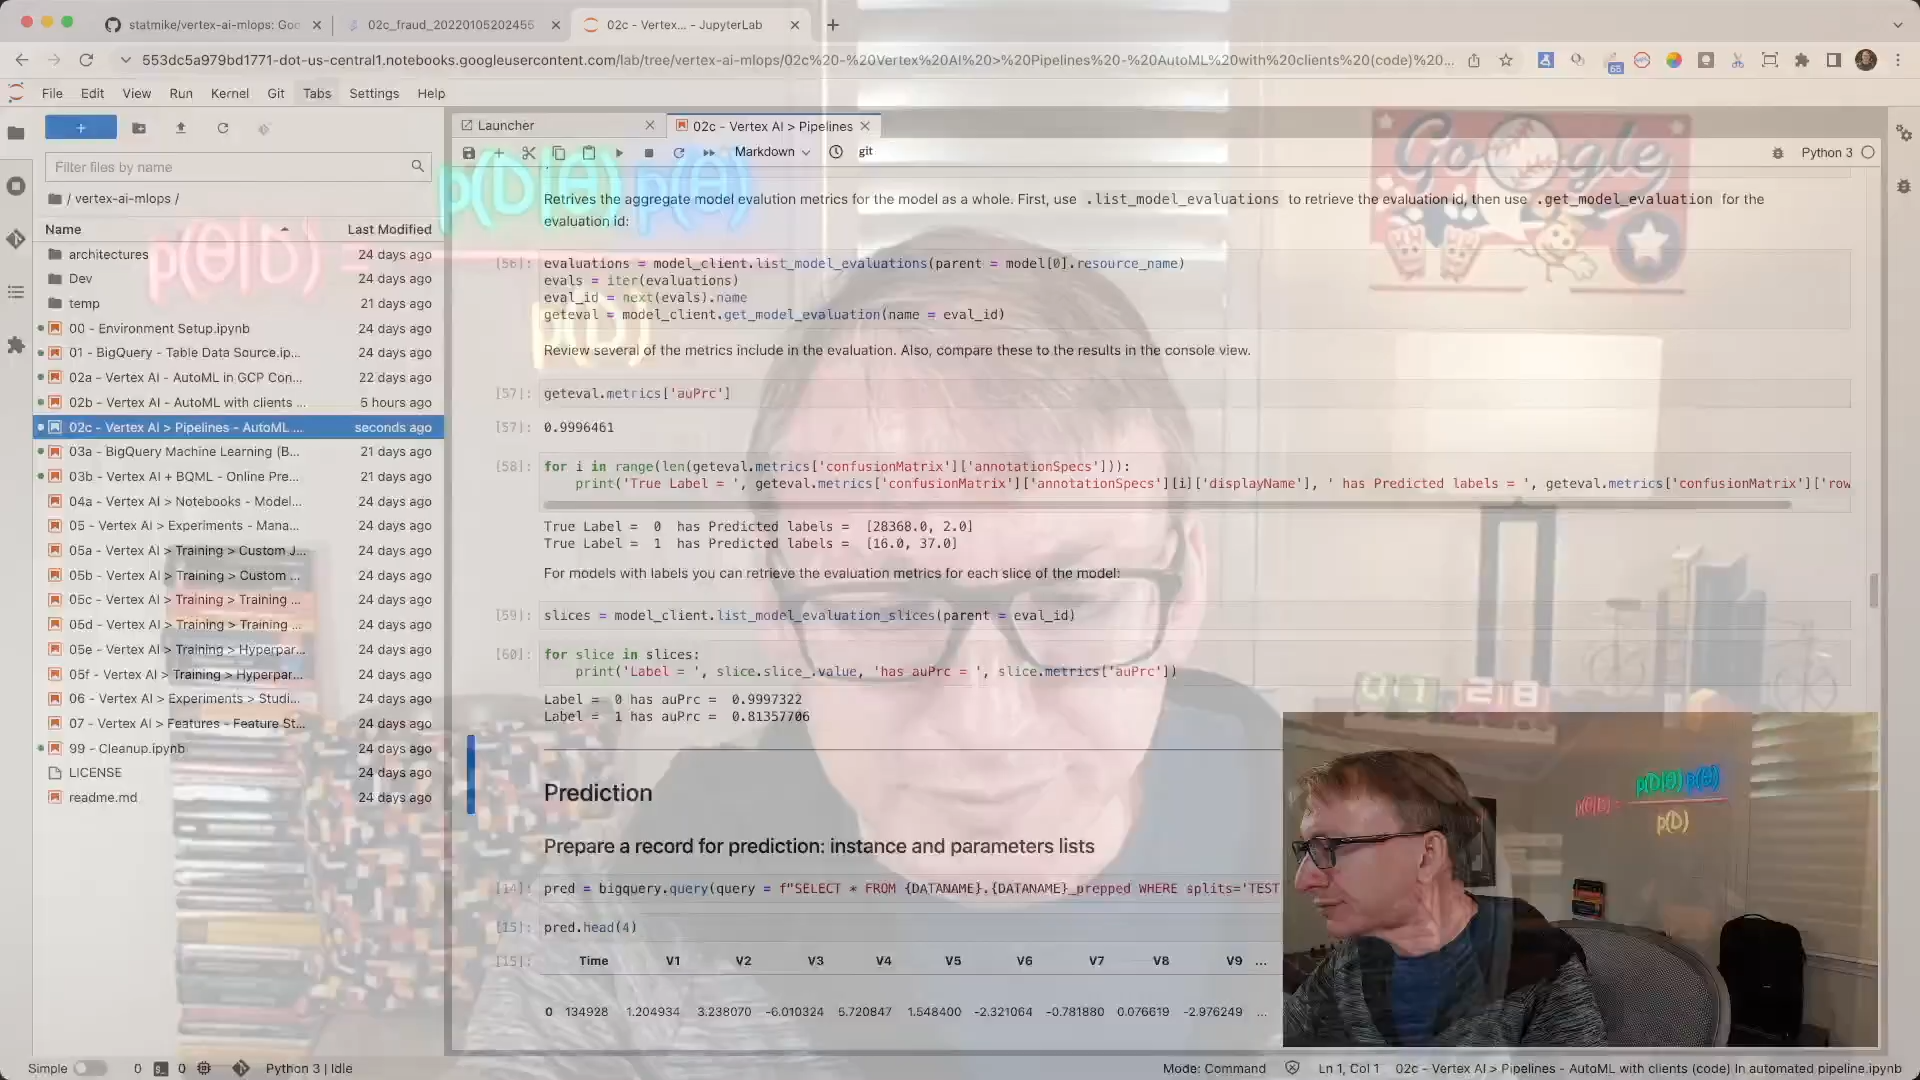 statmike/vertex-ai-mlops: Goo
02c_fraud_20220105202455
02c - Vertex... - JupyterLab
553dc5a979bd1771-dot-us-central1.notebooks.googleusercontent.com/lab/tree/vertex-ai-mlops/02c%20-%20Vertex%20AI%20>%20Pipelines%20-%20AutoML%20with%20clients%20(code)%20...
File Edit View Run Kernel Git Tabs Settings Help
Launcher
02c - Vertex AI > Pipelines
Markdown
git
Python 3
Filter files by name
/ vertex-ai-mlops /
Name Last Modified
architectures 24 days ago
Dev 24 days ago
temp 21 days ago
00 - Environment Setup.ipynb 24 days ago
01 - BigQuery - Table Data Source.ip... 24 days ago
02a - Vertex AI - AutoML in GCP Con... 22 days ago
02b - Vertex AI - AutoML with clients ... 5 hours ago
02c - Vertex AI > Pipelines - AutoML ... seconds ago
03a - BigQuery Machine Learning (B... 21 days ago
03b - Vertex AI + BQML - Online Pre... 21 days ago
04a - Vertex AI > Notebooks - Model... 24 days ago
05 - Vertex AI > Experiments - Mana... 24 days ago
05a - Vertex AI > Training > Custom J... 24 days ago
05b - Vertex AI > Training > Custom ... 24 days ago
05c - Vertex AI > Training > Training ... 24 days ago
05d - Vertex AI > Training > Training ... 24 days ago
05e - Vertex AI > Training > Hyperpar... 24 days ago
05f - Vertex AI > Training > Hyperpar... 24 days ago
06 - Vertex AI > Experiments > Studi... 24 days ago
07 - Vertex AI > Features - Feature St... 24 days ago
99 - Cleanup.ipynb 24 days ago
LICENSE 24 days ago
readme.md 24 days ago
Google
p(θ|D) = p(D|θ) p(θ)
p(D)
Retrives the aggregate model evalution metrics for the model as a whole. First, use .list_model_evaluations to retrieve the evaluation id, then use .get_model_evaluation for the
evaluation id:
[56]: evaluations = model_client.list_model_evaluations(parent = model[0].resource_name)
evals = iter(evaluations)
eval_id = next(evals).name
geteval = model_client.get_model_evaluation(name = eval_id)
Review several of the metrics include in the evaluation. Also, compare these to the results in the console view.
[57]: geteval.metrics['auPrc']
[57]: 0.9996461
[58]: for i in range(len(geteval.metrics['confusionMatrix']['annotationSpecs'])):
print('True Label = ', geteval.metrics['confusionMatrix']['annotationSpecs'][i]['displayName'], ' has Predicted labels = ', geteval.metrics['confusionMatrix']['row
True Label = 0 has Predicted labels = [28368.0, 2.0]
True Label = 1 has Predicted labels = [16.0, 37.0]
For models with labels you can retrieve the evaluation metrics for each slice of the model:
[59]: slices = model_client.list_model_evaluation_slices(parent = eval_id)
[60]: for slice in slices:
print('Label = ', slice.slice_.value, 'has auPrc = ', slice.metrics['auPrc'])
Label = 0 has auPrc = 0.9997322
Label = 1 has auPrc = 0.81357706
Prediction
Prepare a record for prediction: instance and parameters lists
[14]: pred = bigquery.query(query = f"SELECT * FROM {DATANAME}.{DATANAME}_prepped WHERE splits='TEST
[15]: pred.head(4)
[15]: Time V1 V2 V3 V4 V5 V6 V7 V8 V9 ...
0 134928 1.204934 3.238070 -6.010324 5.720847 1.548400 -2.321064 -0.781880 0.076619 -2.976249 ...
p(θ|D) = p(D|θ) p(θ)
p(D)
Simple 0 0 Python 3 | Idle
Mode: Command Ln 1, Col 1 02c - Vertex AI > Pipelines - AutoML with clients (code) In automated pipeline.ipynb